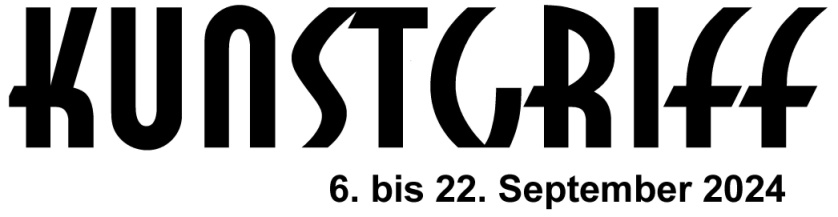 KUNSTGRIFF
6. bis 22. September 2024